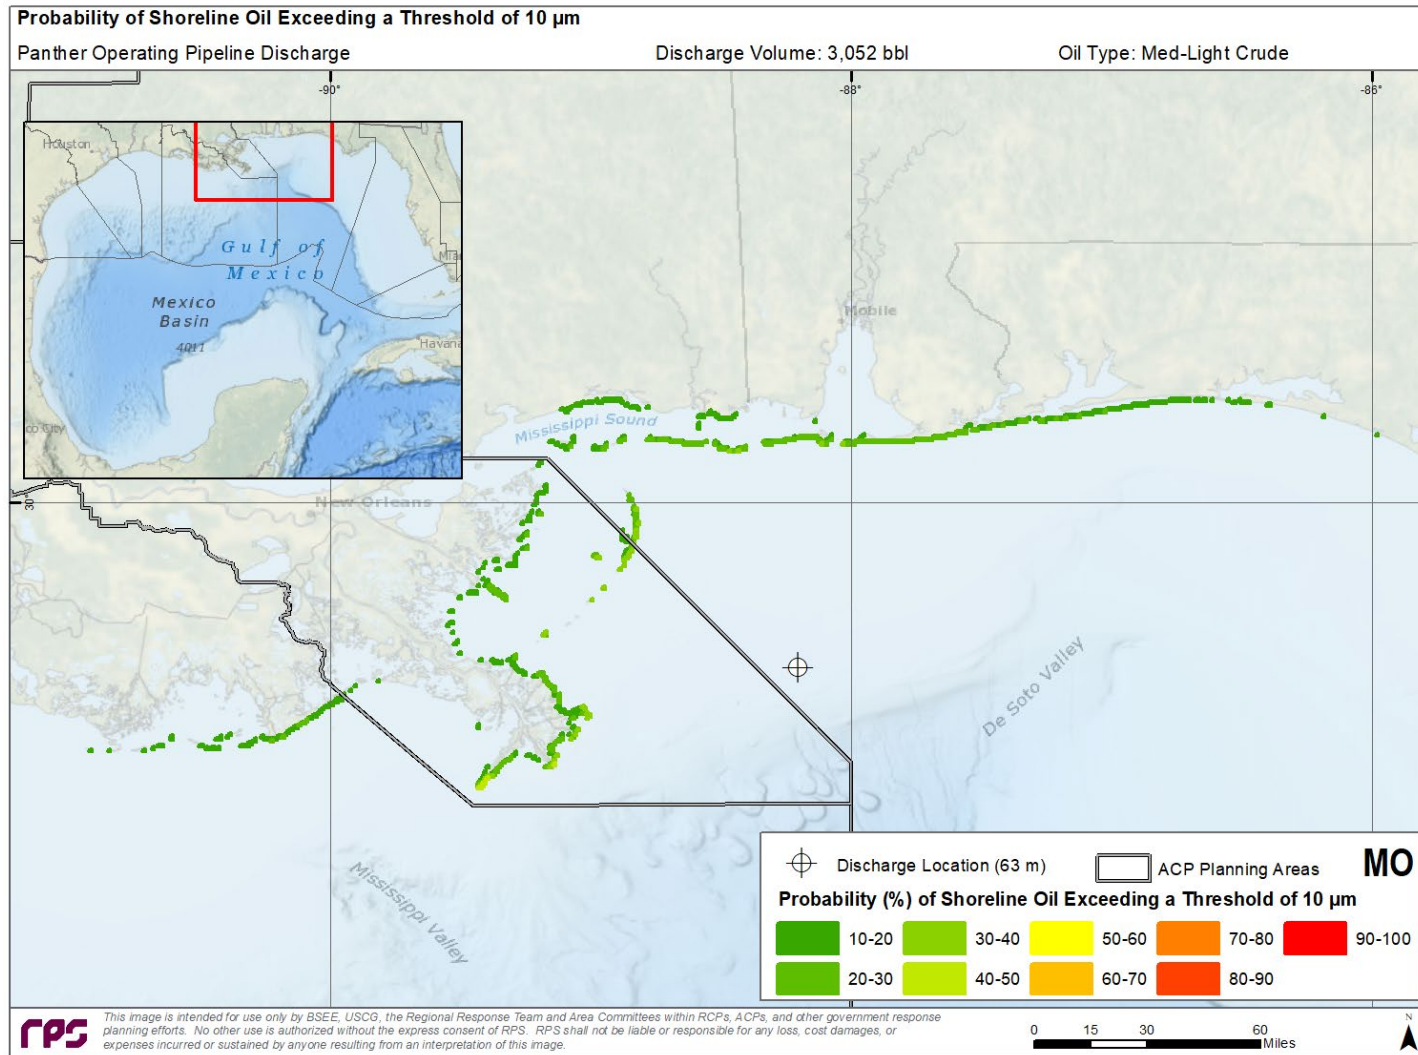 Probability of Shoreline Oil Exceeding a Threshold of 10 µm
Panther Operating Pipeline Discharge Discharge Volume: 3,052 bbl Oil Type: Med-Light Crude
-90° -88° -86°
Houston
Gulf of
Mexico
Miar
Mexico
Basin
4011
Havana
co City
Mobile
Mississippi Sound
30
New Orleans
De Soto Valley
Mississippi Valley
Discharge Location (63 m) ACP Planning Areas MO
Probability (%) of Shoreline Oil Exceeding a Threshold of 10 µm
10-20 30-40 50-60 70-80 90-100
20-30 40-50 60-70 80-90
rps
This image is intended for use only by BSEE, USCG, the Regional Response Team and Area Committees within RCPs, ACPs, and other government response
planning efforts. No other use is authorized without the express consent of RPS. RPS shall not be liable or responsible for any loss, cost damages, or
expenses incurred or sustained by anyone resulting from an interpretation of this image.
0 15 30 60
Miles
N